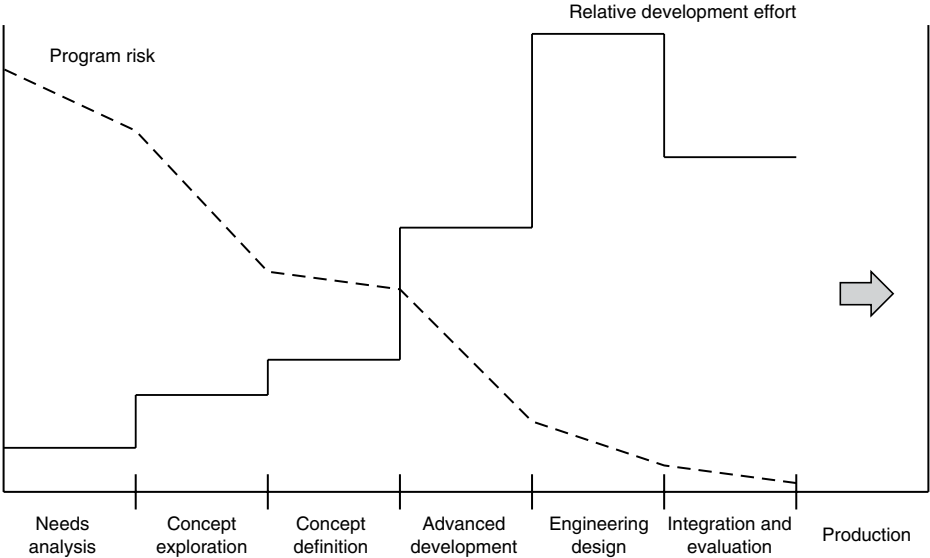 Relative development effort
Program risk
Needs
analysis
Concept
exploration
Concept
definition
Advanced
development
Engineering
design
Integration and
evaluation
Production